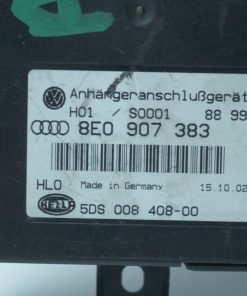 Anhängeranschlußgerät
H01 / S0001 88 99
8E0 907 383
HLO Made in Germany 15.10.02
HELLA 5DS 008 408-00